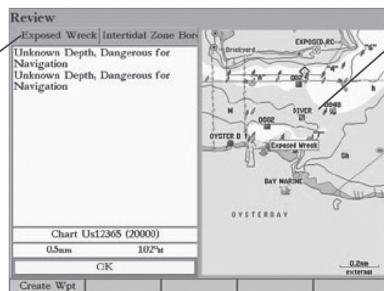 Review
Exposed Wreck
Intertidal Zone Bor
Unknown Depth, Dangerous for
Navigation
Unknown Depth, Dangerous for
Navigation
Chart Us12365 (20000)
0.5nm
102°M
OK
Create Wpt
EXPOSED RC
Brickyard
"A"
DIVER
M
0002
OYSTER B
Exposed Wreck
Sh
h
BAY MARINE
OYSTERBAY
0.2nm
external